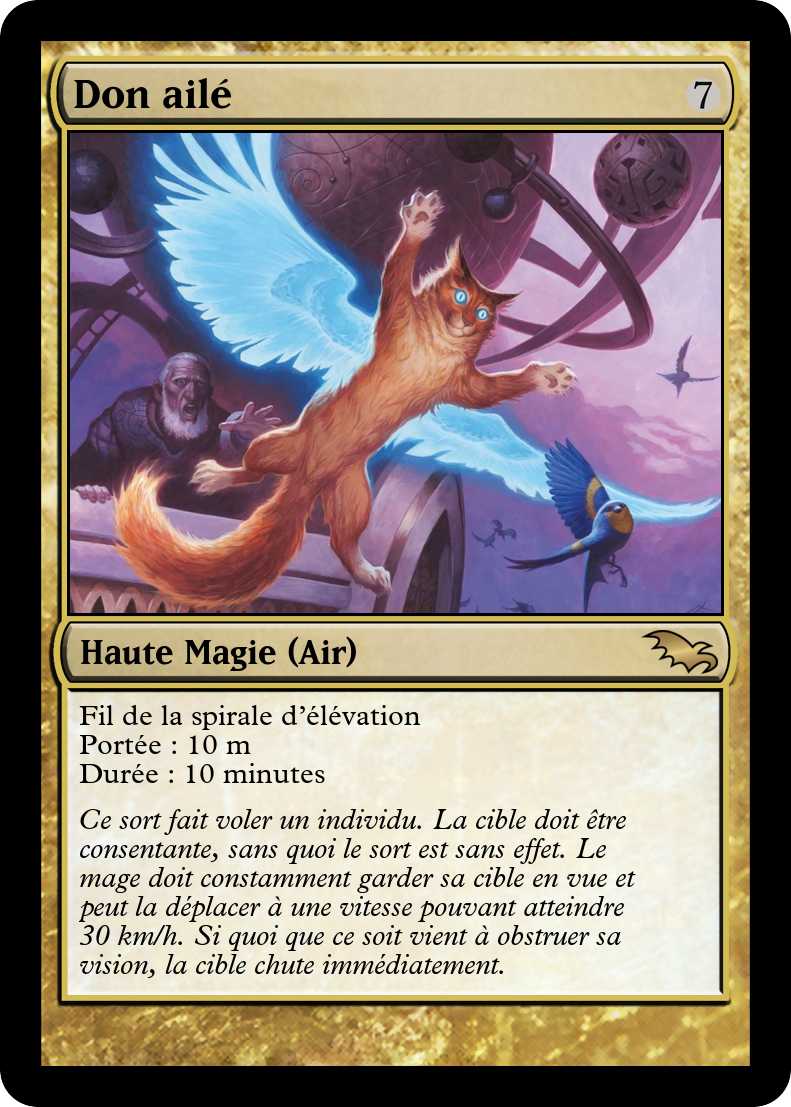 Don ailé
7
Haute Magie (Air)
Fil de la spirale d'élévation
Portée : 10 m
Durée : 10 minutes
Ce sort fait voler un individu. La cible doit être
consentante, sans quoi le sort est sans effet. Le
mage doit constamment garder sa cible en vue et
peut la déplacer à une vitesse pouvant atteindre
30 km/h. Si quoi que ce soit vient à obstruer sa
vision, la cible chute immédiatement.